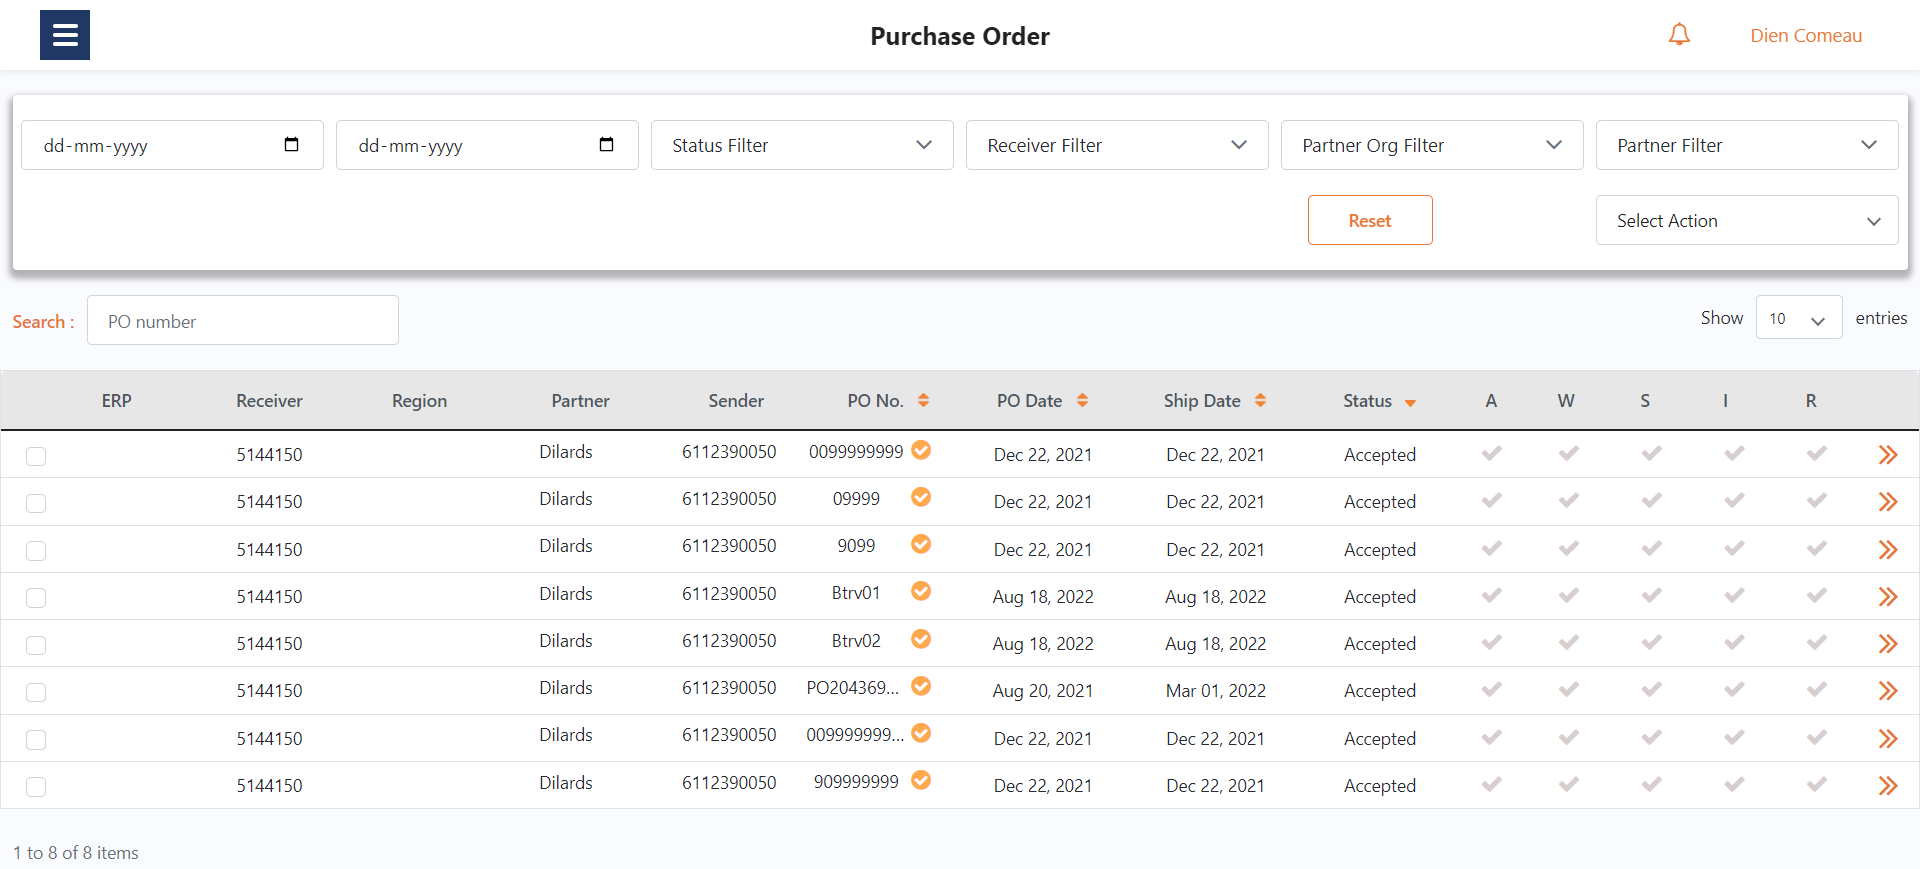 Purchase Order
Dien Comeau
dd-mm-yyyy dd-mm-yyyy Status Filter Receiver Filter Partner Org Filter Partner Filter
Reset Select Action
Search : PO number Show 10 entries
ERP Receiver Region Partner Sender PO No. PO Date Ship Date Status A W S I R
5144150 Dilards 6112390050 0099999999 Dec 22, 2021 Dec 22, 2021 Accepted
5144150 Dilards 6112390050 09999 Dec 22, 2021 Dec 22, 2021 Accepted
5144150 Dilards 6112390050 9099 Dec 22, 2021 Dec 22, 2021 Accepted
5144150 Dilards 6112390050 Btrv01 Aug 18, 2022 Aug 18, 2022 Accepted
5144150 Dilards 6112390050 Btrv02 Aug 18, 2022 Aug 18, 2022 Accepted
5144150 Dilards 6112390050 PO204369... Aug 20, 2021 Mar 01, 2022 Accepted
5144150 Dilards 6112390050 009999999... Dec 22, 2021 Dec 22, 2021 Accepted
5144150 Dilards 6112390050 909999999 Dec 22, 2021 Dec 22, 2021 Accepted
1 to 8 of 8 items